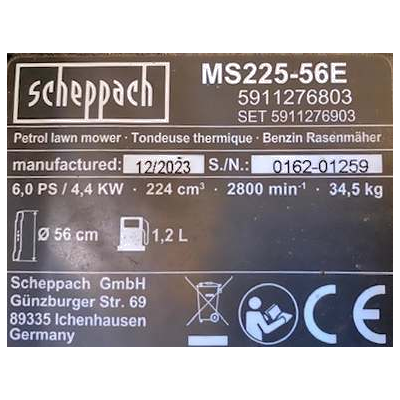 scheppach
MS225-56E
5911276803
SET 5911276903
Petrol lawn mower · Tondeuse thermique · Benzin Rasenmäher
manufactured: 12/2023 S./N.: 0162-01259
6,0 PS / 4,4 KW · 224 cm³ · 2800 min⁻¹ · 34,5 kg
Ø 56 cm 1,2 L
Scheppach GmbH
Günzburger Str. 69
89335 Ichenhausen
Germany
CE